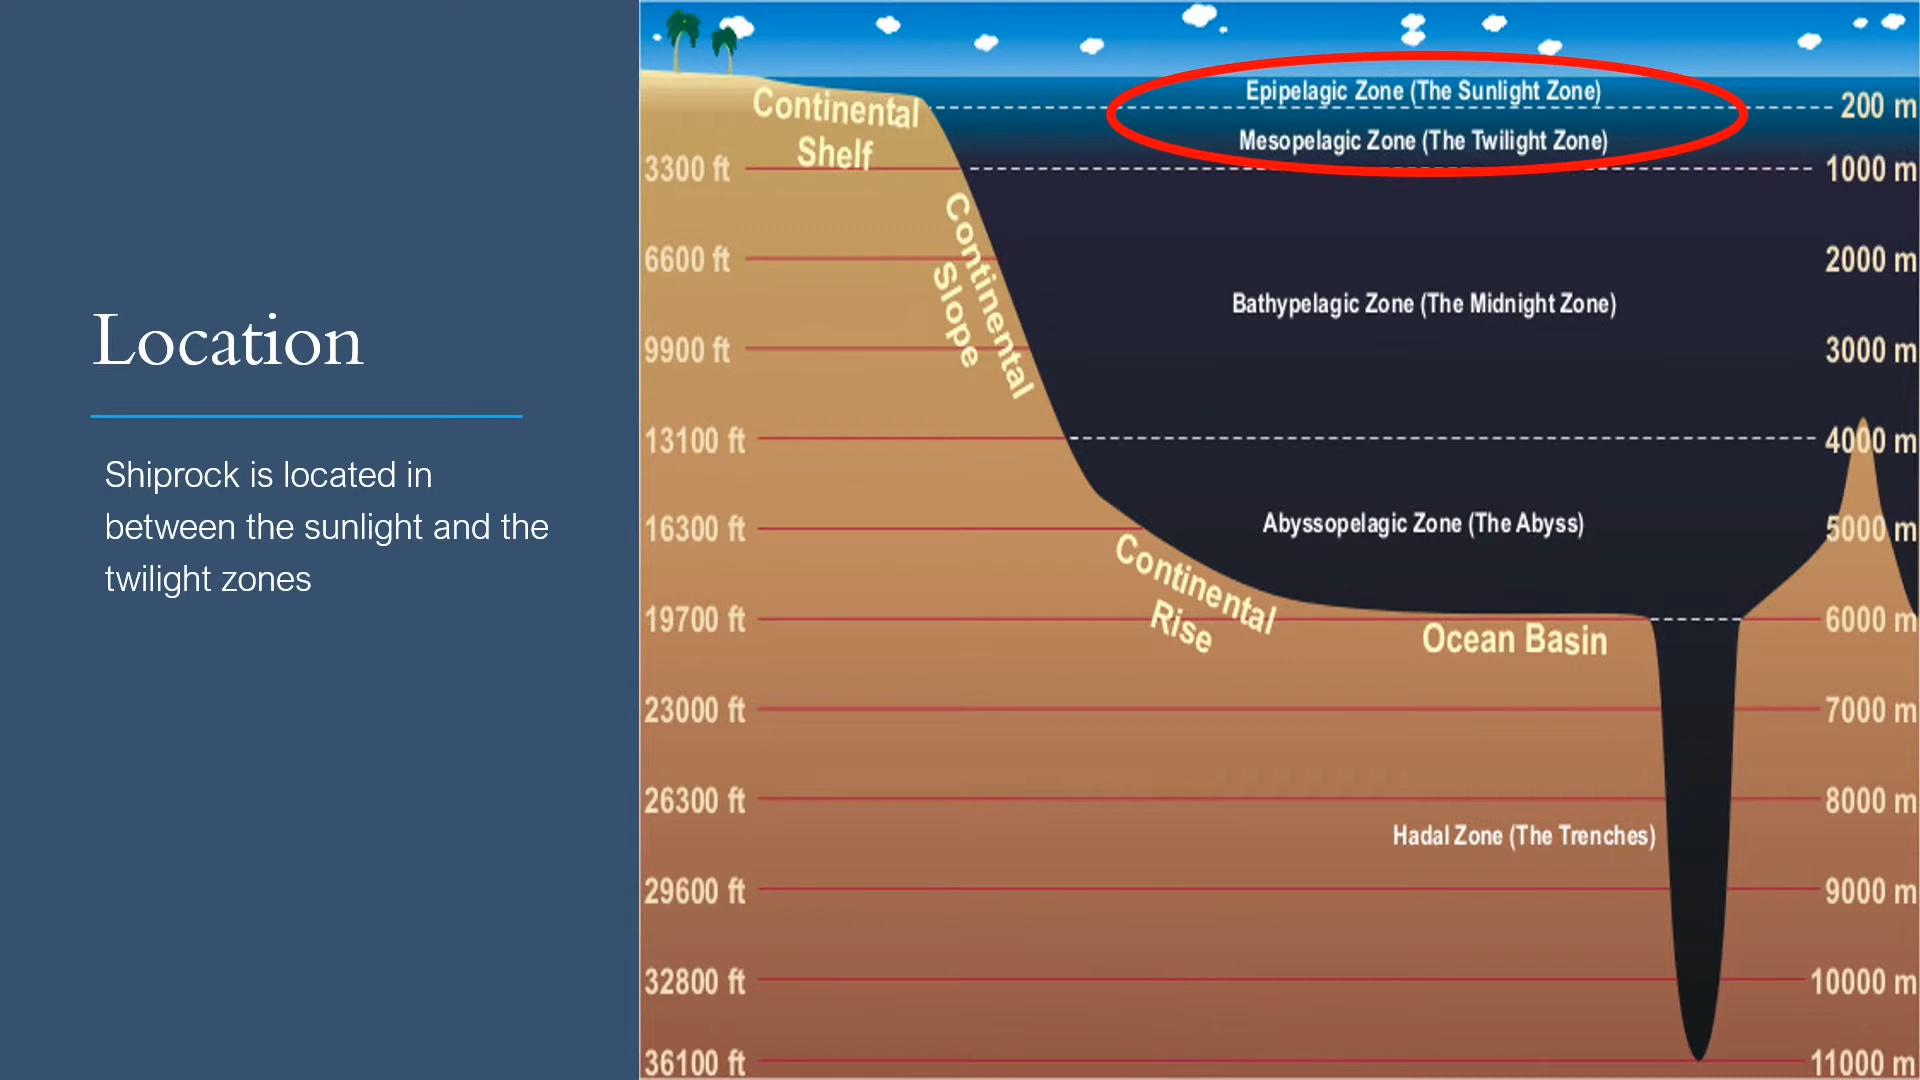 Location
Shiprock is located in
between the sunlight and the
twilight zones
Epipelagic Zone (The Sunlight Zone)
200 m
Continental
Shelf
Mesopelagic Zone (The Twilight Zone)
3300 ft
1000 m
Continental
Slope
6600 ft
2000 m
Bathypelagic Zone (The Midnight Zone)
9900 ft
3000 m
13100 ft
4000 m
Abyssopelagic Zone (The Abyss)
16300 ft
5000 m
Continental
Rise
19700 ft
6000 m
Ocean Basin
23000 ft
7000 m
26300 ft
8000 m
Hadal Zone (The Trenches)
29600 ft
9000 m
32800 ft
10000 m
36100 ft
11000 m